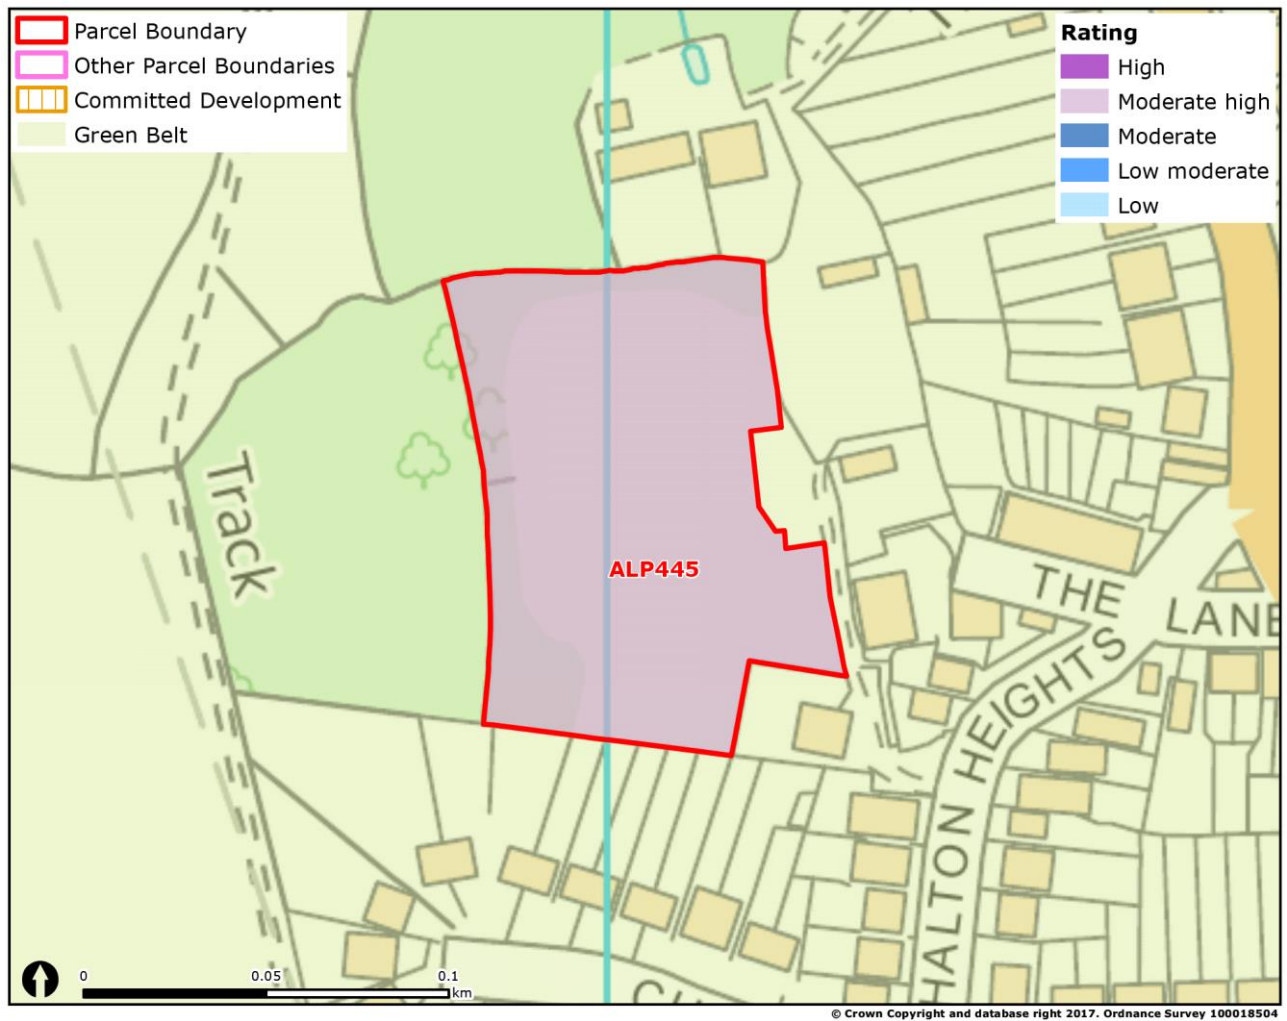 Parcel Boundary
Other Parcel Boundaries
Committed Development
Green Belt
Rating
High
Moderate high
Moderate
Low moderate
Low
Track
ALP445
THE LANE
HALTON HEIGHTS
0 0.05 0.1
km
© Crown Copyright and database right 2017. Ordnance Survey 100018504